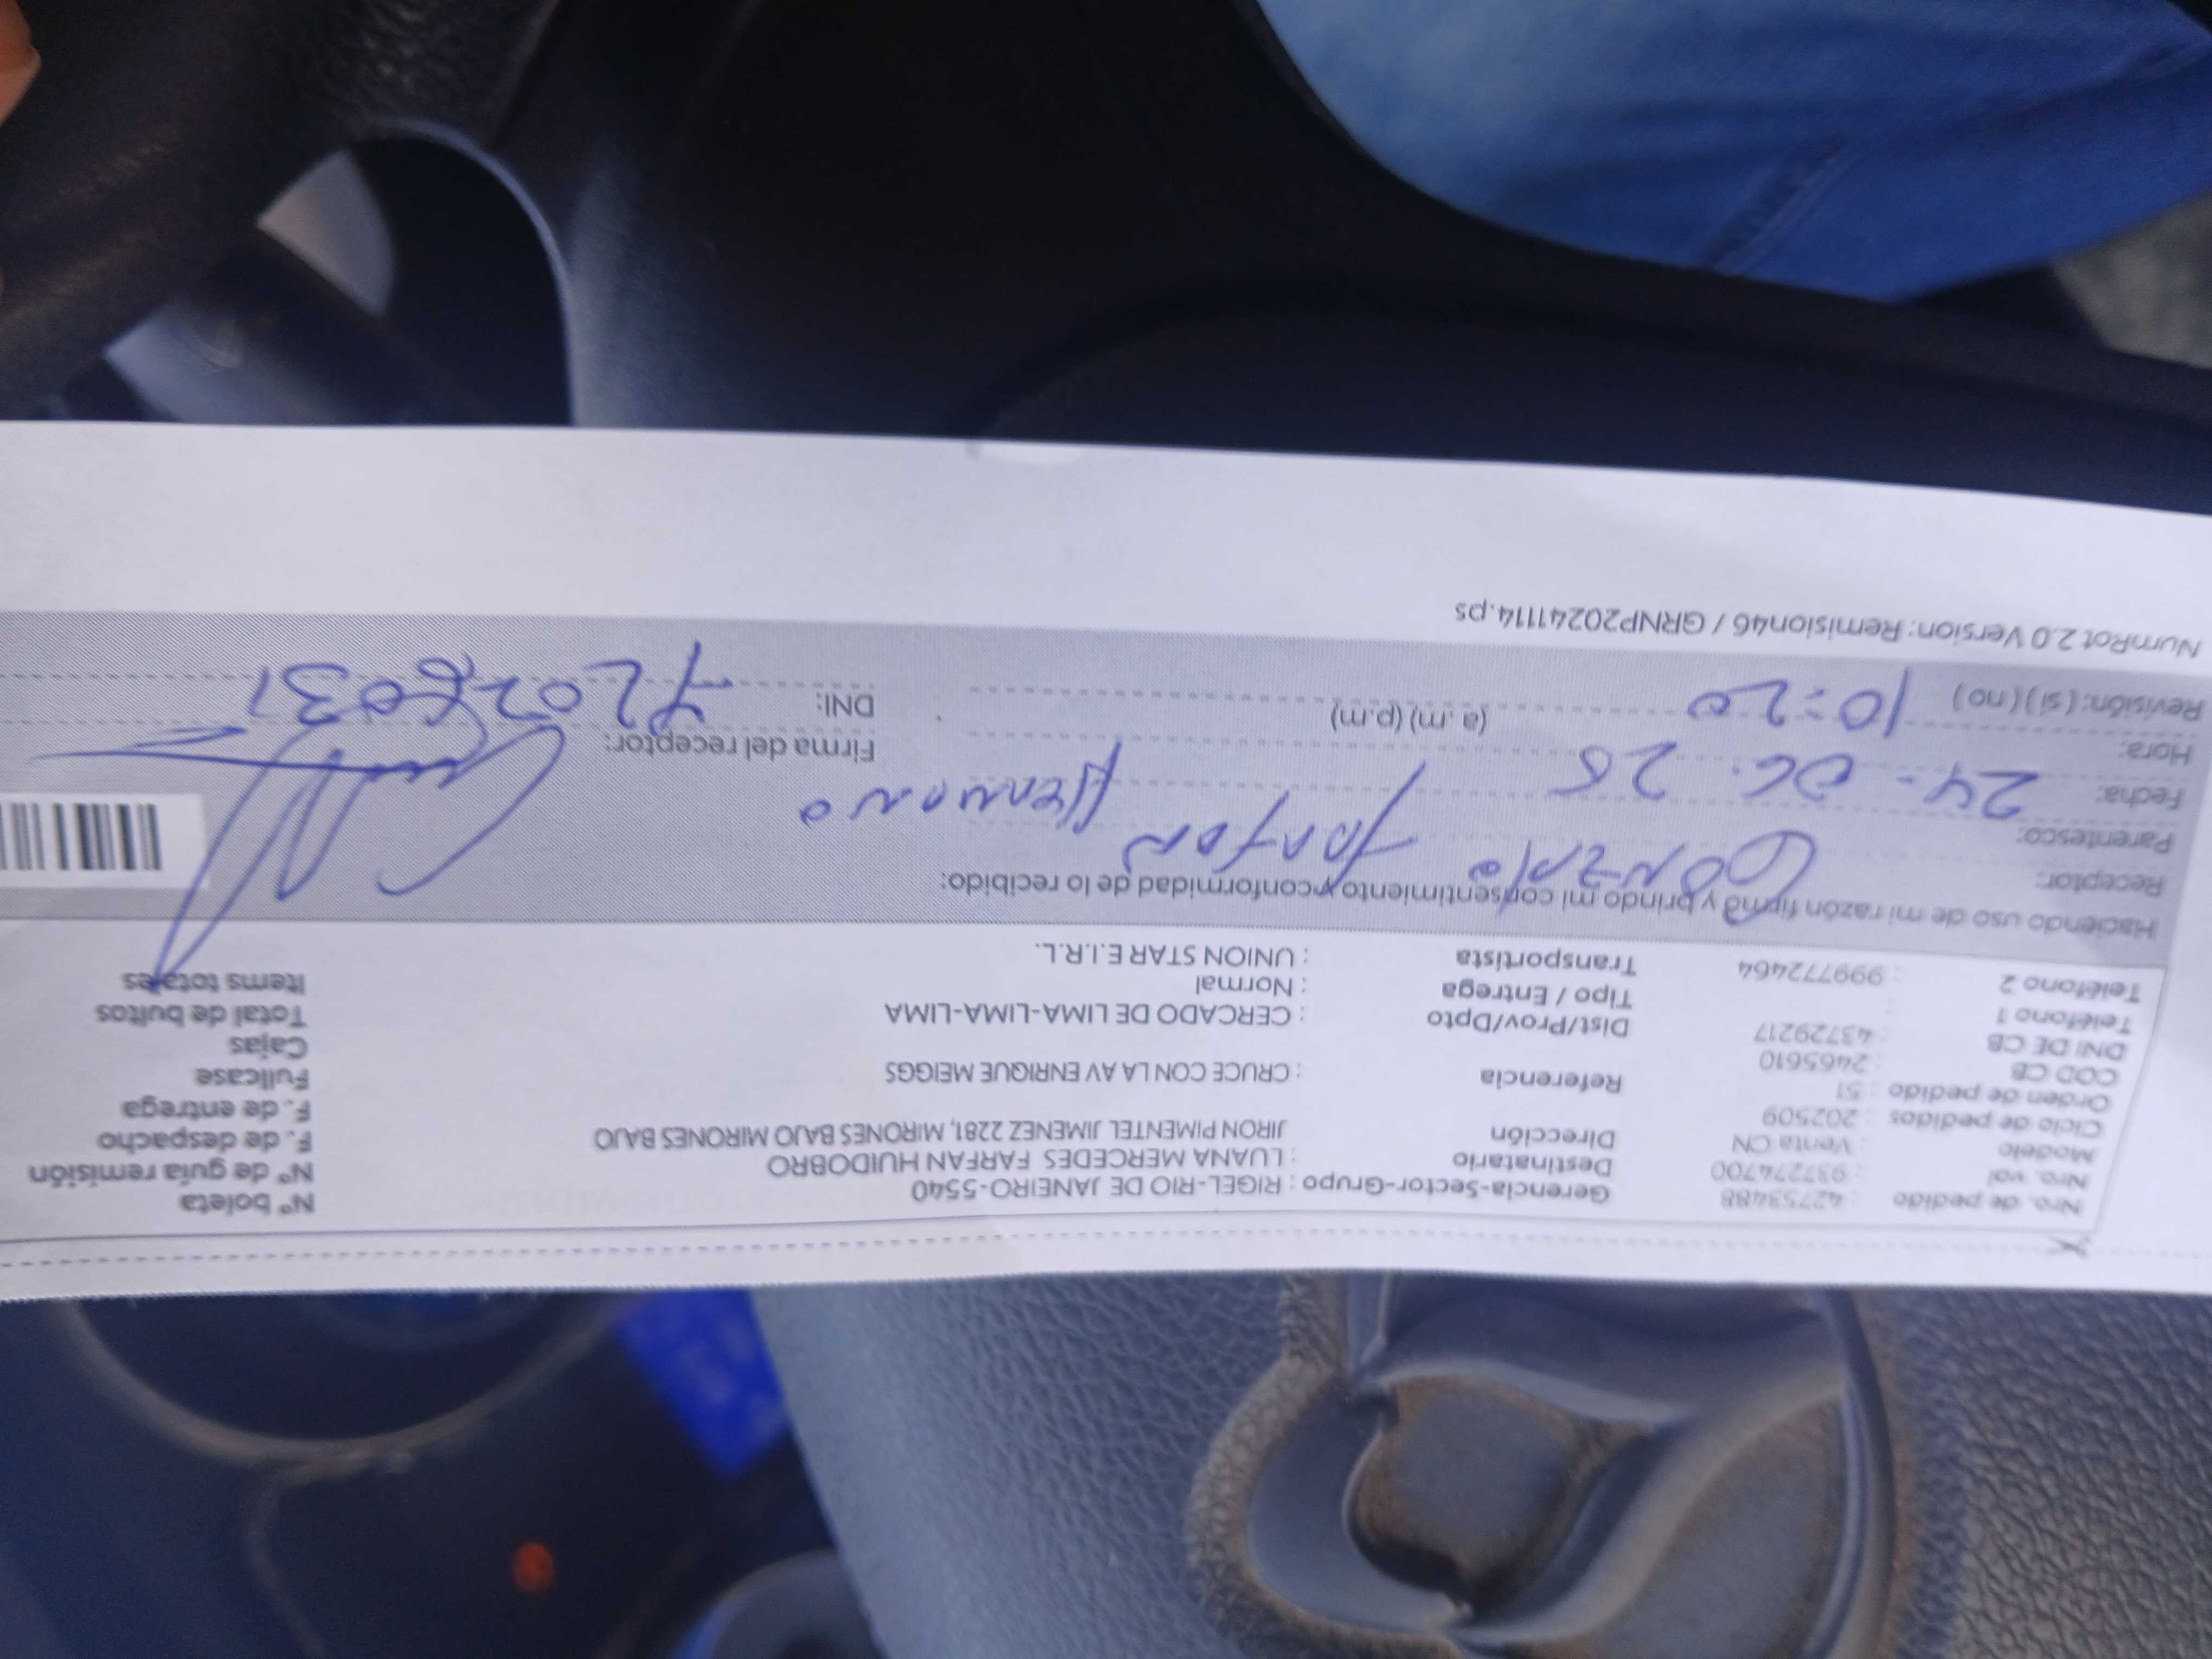 Nro. de pedido : 42753488 Gerencia-Sector-Grupo : RIGEL-RIO DE JANEIRO-5540 N° boleta
Nro. val : 937274700 Destinatario : LUANA MERCEDES FARFAN HUIDOBRO N° de guía remisión
Modelo : Venta CN Dirección JIRON PIMENTEL JIMENEZ 2281, MIRONES BAJO MIRONES BAJO F. de despacho
Ciclo de pedidos : 202509 F. de entrega
Orden de pedido : 51 Referencia : CRUCE CON LA AV ENRIQUE MEIGGS Fullcase
COD CB : 2465610 Cajas
DNI DE CB : 43729217 Dist/Prov/Dpto : CERCADO DE LIMA-LIMA-LIMA Total de bultos
Teléfono 1 : Tipo / Entrega : Normal Items totales
Teléfono 2 : 999772464 Transportista : UNION STAR E.I.R.L.
Haciendo uso de mi razón firmo y brindo mi consentimiento y conformidad de lo recibido:
Receptor: Gonzalo Farfan
Parentesco: Hermano
Fecha: 24. 06. 25 Firma del receptor:
Hora: 10:20 (a.m) (p.m) DNI: 72028031
Revisión: (si) (no)
NumRot 2.0 Version: Remision46 / GRNP20241114.ps